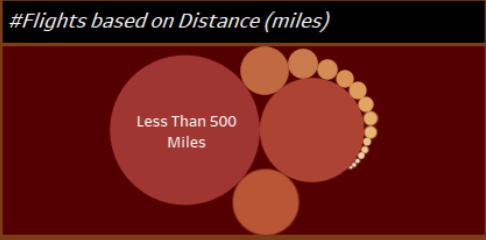 #Flights based on Distance (miles)
Less Than 500
Miles